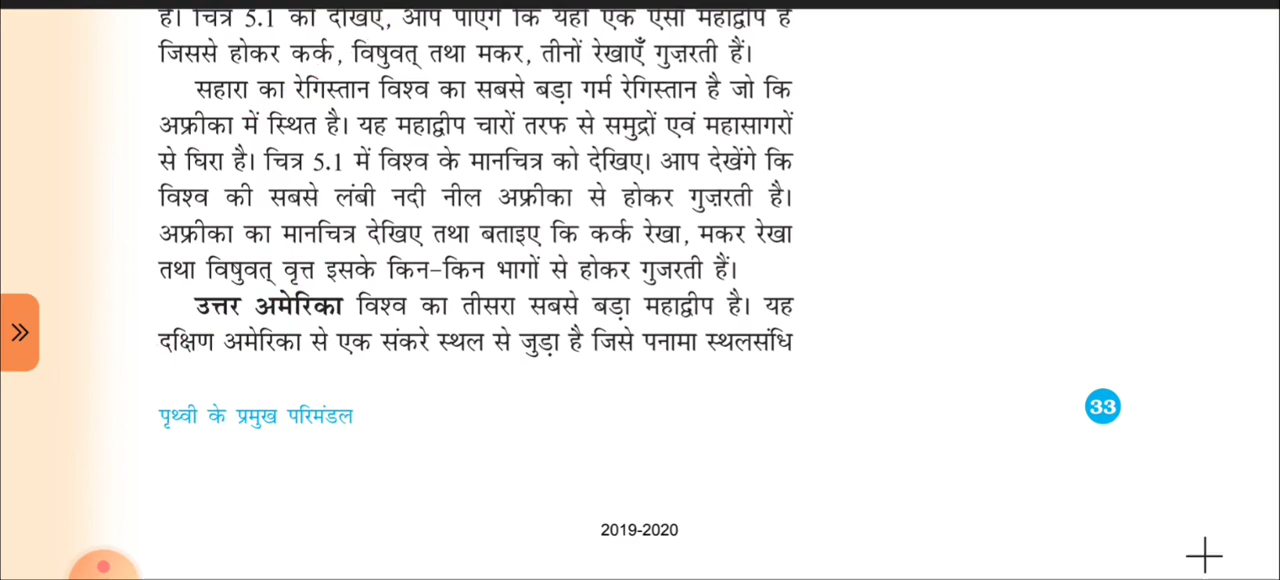 है। चित्र 5.1 को देखिए, आप पाएँगे कि यही एक ऐसा महाद्वीप है
जिससे होकर कर्क, विषुवत् तथा मकर, तीनों रेखाएँ गुज़रती हैं।
सहारा का रेगिस्तान विश्व का सबसे बड़ा गर्म रेगिस्तान है जो कि
अफ्रीका में स्थित है। यह महाद्वीप चारों तरफ से समुद्रों एवं महासागरों
से घिरा है। चित्र 5.1 में विश्व के मानचित्र को देखिए। आप देखेंगे कि
विश्व की सबसे लंबी नदी नील अफ्रीका से होकर गुज़रती है।
अफ्रीका का मानचित्र देखिए तथा बताइए कि कर्क रेखा, मकर रेखा
तथा विषुवत् वृत्त इसके किन-किन भागों से होकर गुजरती हैं।
उत्तर अमेरिका विश्व का तीसरा सबसे बड़ा महाद्वीप है। यह
दक्षिण अमेरिका से एक संकरे स्थल से जुड़ा है जिसे पनामा स्थलसंधि
पृथ्वी के प्रमुख परिमंडल
33
2019-2020